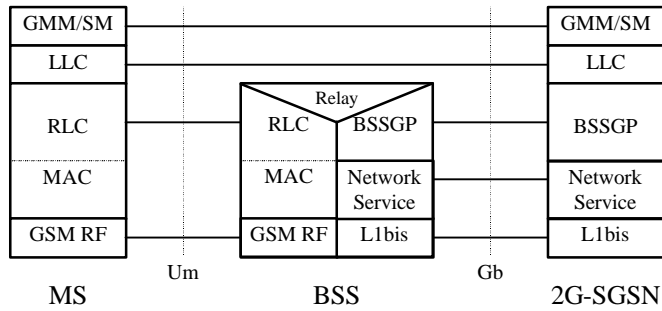 GMM/SM
LLC
RLC
MAC
GSM RF
MS
Um
Relay
RLC
BSSGP
MAC
Network
Service
GSM RF
L1bis
BSS
Gb
GMM/SM
LLC
BSSGP
Network
Service
L1bis
2G-SGSN